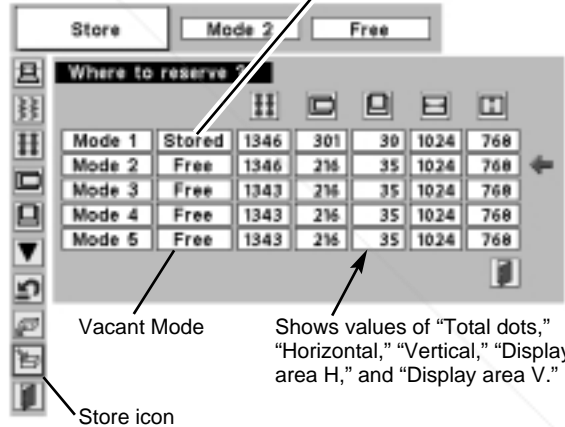 Store Mode 2 Free
Where to reserve ?
Mode 1 Stored 1346 301 30 1024 768
Mode 2 Free 1346 216 35 1024 768
Mode 3 Free 1343 216 35 1024 768
Mode 4 Free 1343 216 35 1024 768
Mode 5 Free 1343 216 35 1024 768
Vacant Mode
Shows values of “Total dots,”
“Horizontal,” “Vertical,” “Display
area H,” and “Display area V.”
Store icon